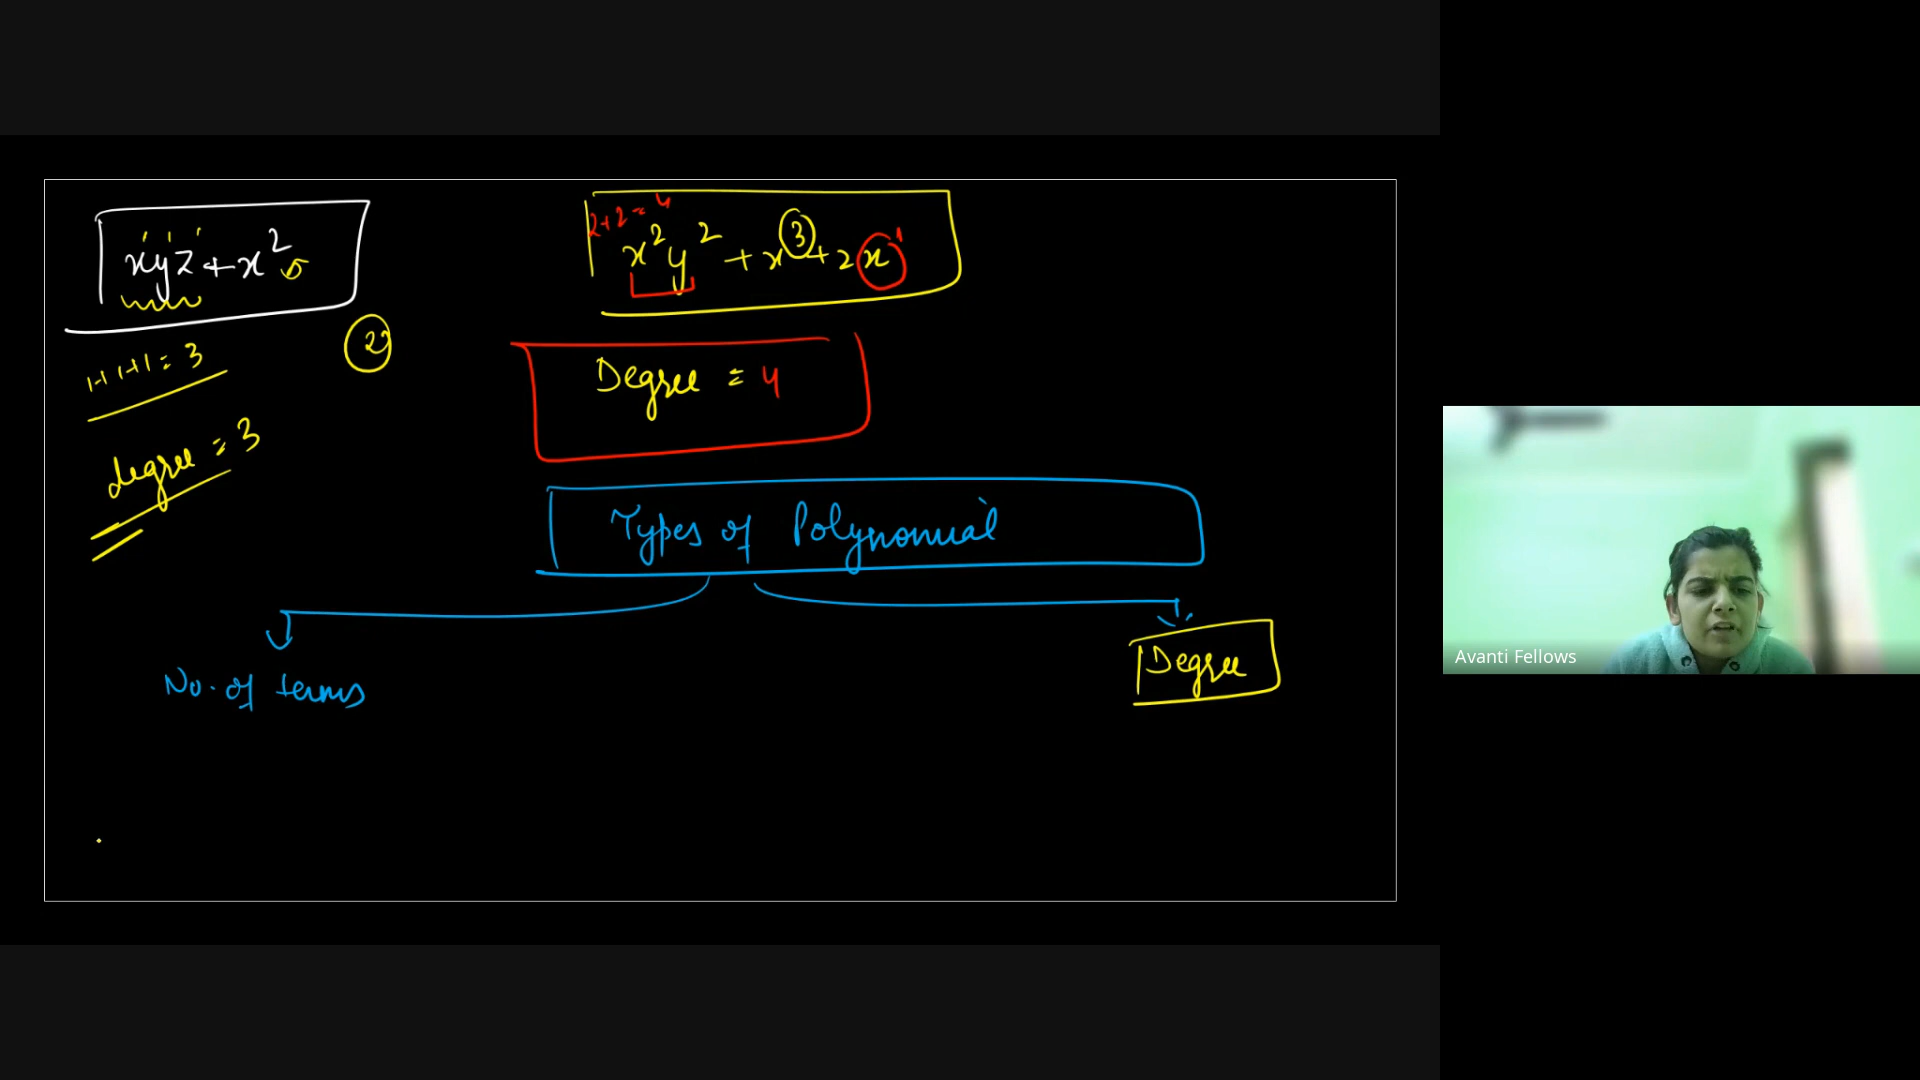 xyz + x²
1+1+1 = 3
2
degree = 3
2+2=4
x²y² + x³ + 2x¹
Degree = 4
Types of Polynomial
No. of terms
Degree
Avanti Fellows